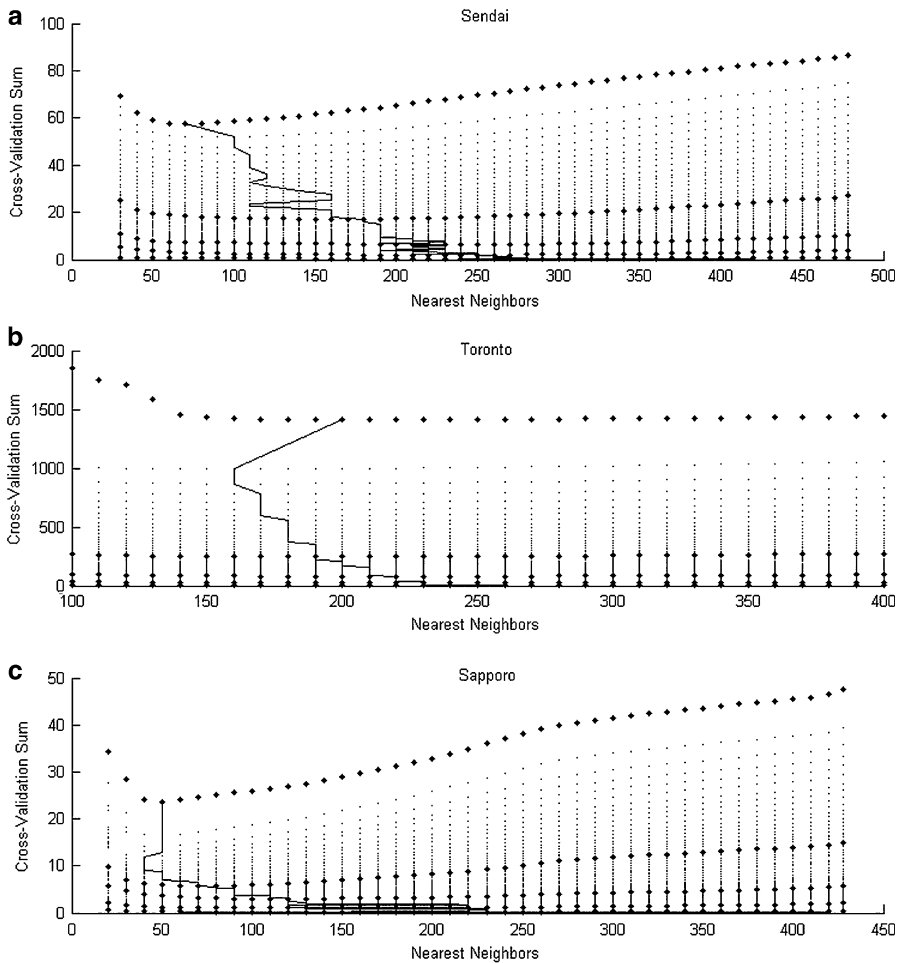 a
Sendai
100
80
60
40
20
0
Cross-Validation Sum
0 50 100 150 200 250 300 350 400 450 500
Nearest Neighbors
b
Toronto
2000
1500
1000
500
0
Cross-Validation Sum
100 150 200 250 300 350 400
Nearest Neighbors
c
Sapporo
50
40
30
20
10
0
Cross-Validation Sum
0 50 100 150 200 250 300 350 400 450
Nearest Neighbors